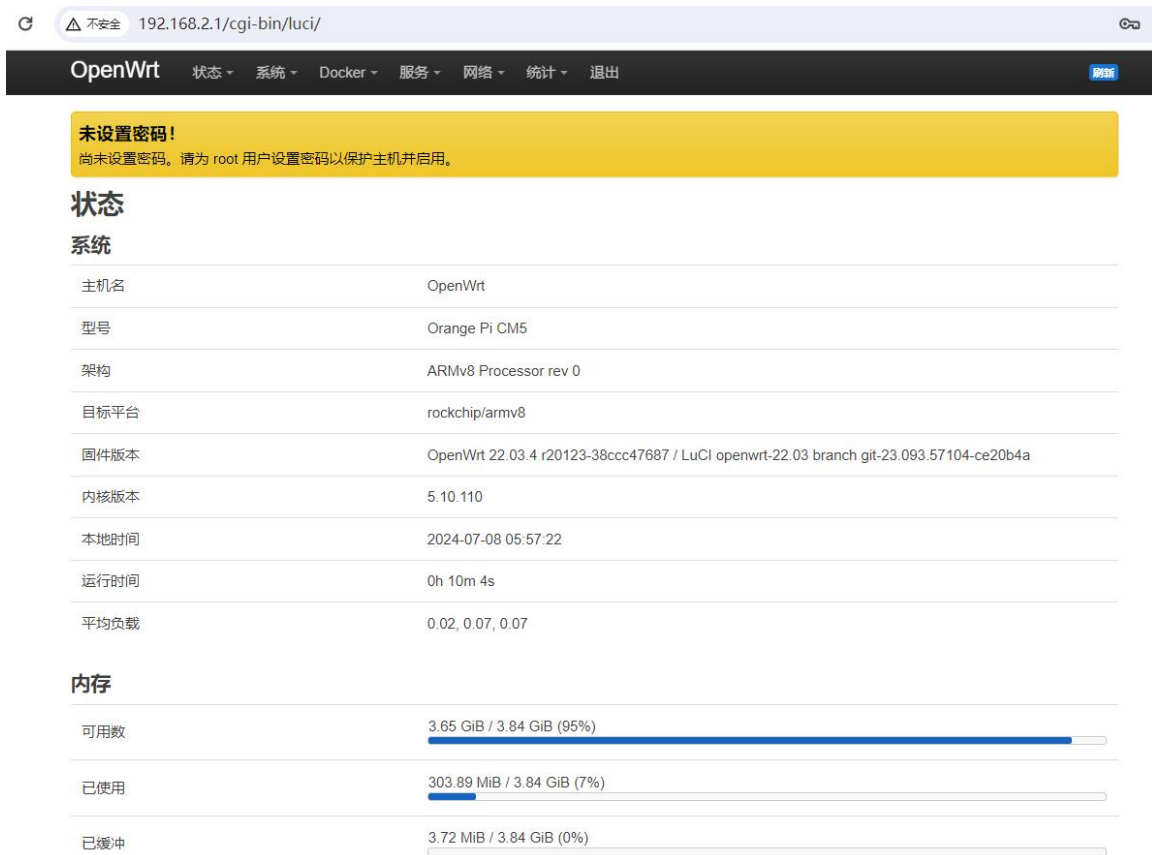 不安全 192.168.2.1/cgi-bin/luci/
OpenWrt 状态 系统 Docker 服务 网络 统计 退出 刷新
未设置密码！
尚未设置密码。请为 root 用户设置密码以保护主机并启用。
状态
系统
主机名 OpenWrt
型号 Orange Pi CM5
架构 ARMv8 Processor rev 0
目标平台 rockchip/armv8
固件版本 OpenWrt 22.03.4 r20123-38ccc47687 / LuCI openwrt-22.03 branch git-23.093.57104-ce20b4a
内核版本 5.10.110
本地时间 2024-07-08 05:57:22
运行时间 0h 10m 4s
平均负载 0.02, 0.07, 0.07
内存
可用数 3.65 GiB / 3.84 GiB (95%)
已使用 303.89 MiB / 3.84 GiB (7%)
已缓冲 3.72 MiB / 3.84 GiB (0%)